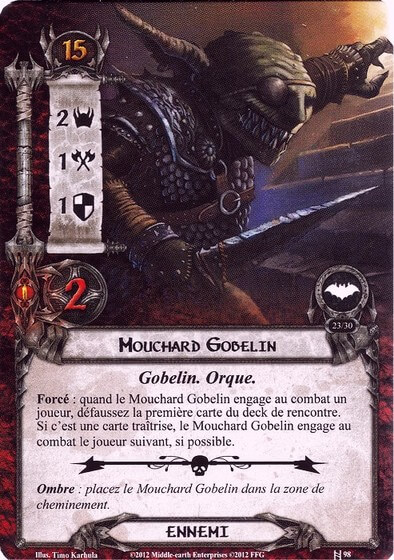 15
2
1
1
2
23/30
Mouchard Gobelin
Gobelin. Orque.
Forcé : quand le Mouchard Gobelin engage au combat un
joueur, défaussez la première carte du deck de rencontre.
Si c'est une carte traîtrise, le Mouchard Gobelin engage au
combat le joueur suivant, si possible.
Ombre : placez le Mouchard Gobelin dans la zone de
cheminement.
ENNEMI
Illus. Timo Karhula ©2012 Middle-earth Enterprises ©2012 FFG 98